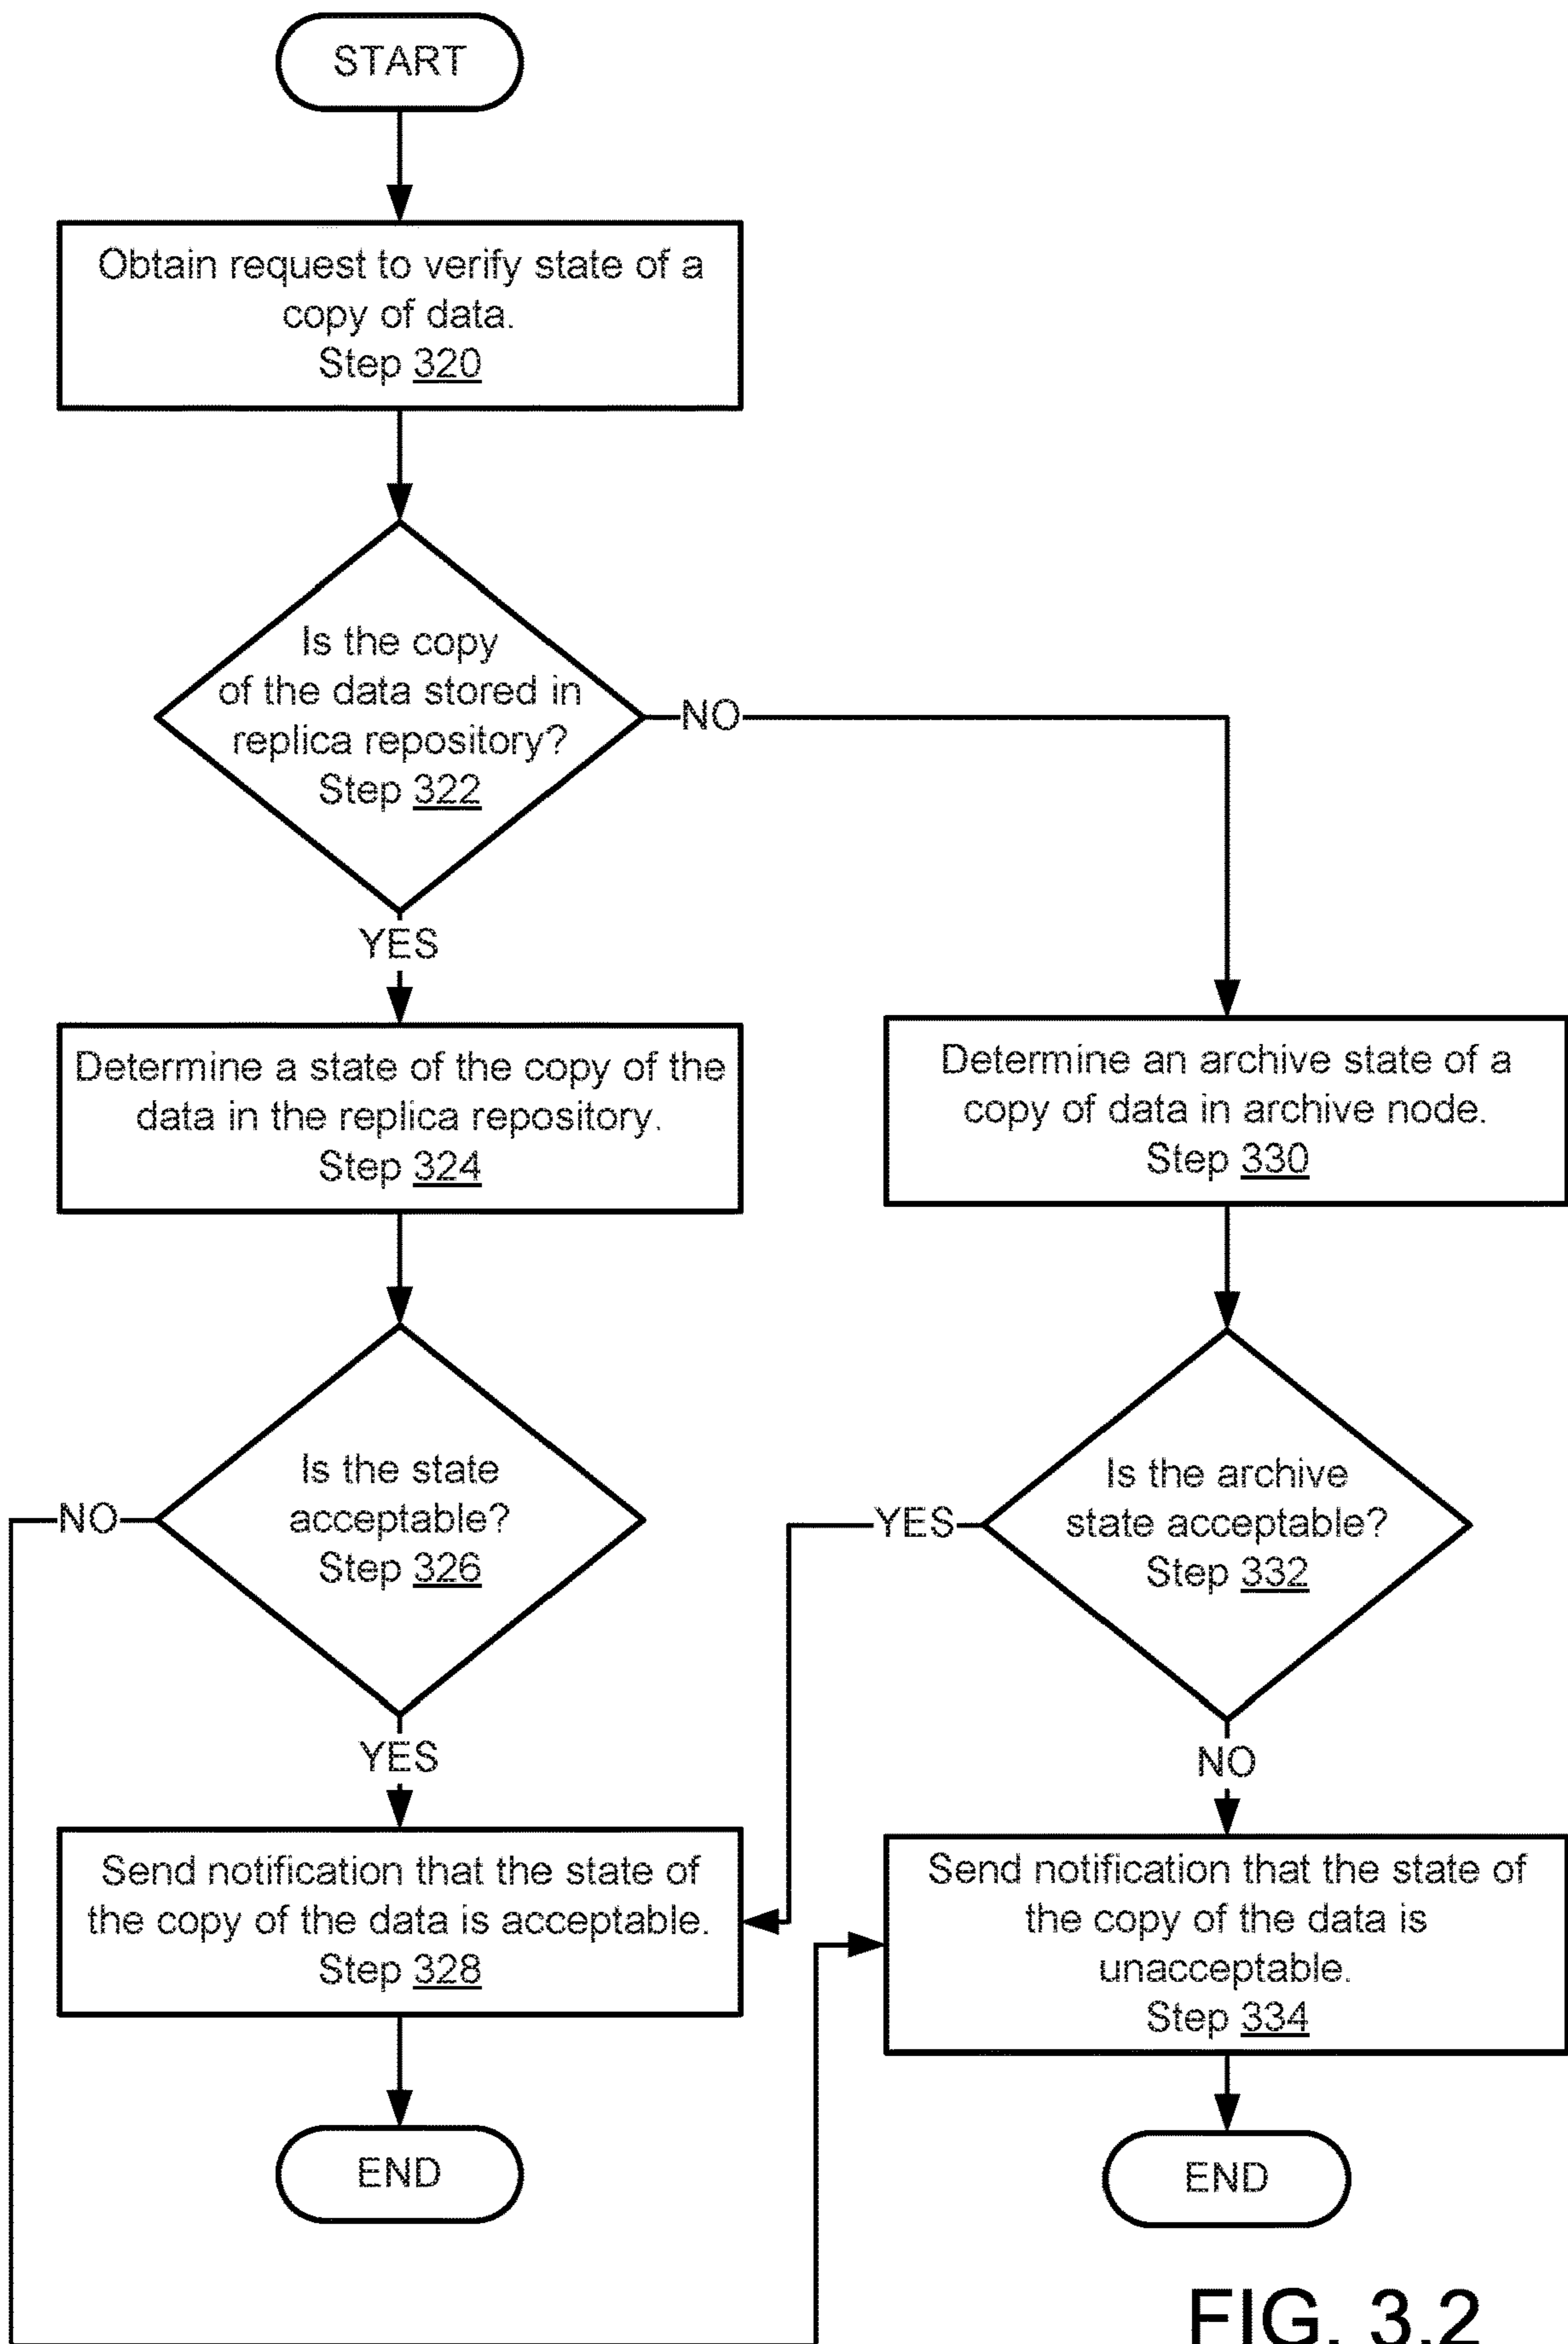 START
Obtain request to verify state of a
copy of data.
Step 320
Is the copy
of the data stored in
replica repository?
Step 322
NO
YES
Determine a state of the copy of the
data in the replica repository.
Step 324
Determine an archive state of a
copy of data in archive node.
Step 330
Is the state
acceptable?
Step 326
NO
YES
Is the archive
state acceptable?
Step 332
YES
NO
Send notification that the state of
the copy of the data is acceptable.
Step 328
Send notification that the state of
the copy of the data is
unacceptable.
Step 334
END
END
FIG. 3.2